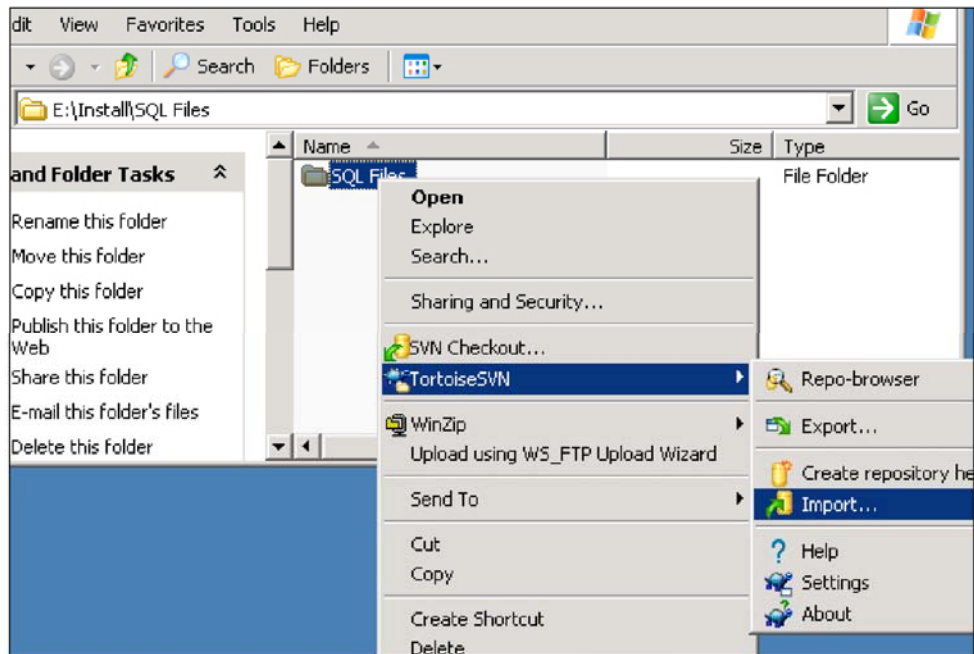 dit View Favorites Tools Help
Search Folders
E:\Install\SQL Files Go
Name Size Type
and Folder Tasks
SQL Files File Folder
Rename this folder
Move this folder
Copy this folder
Publish this folder to the
Web
Share this folder
E-mail this folder's files
Delete this folder
Open
Explore
Search...
Sharing and Security...
SVN Checkout...
TortoiseSVN
WinZip
Upload using WS_FTP Upload Wizard
Send To
Cut
Copy
Create Shortcut
Delete
Repo-browser
Export...
Create repository he
Import...
Help
Settings
About